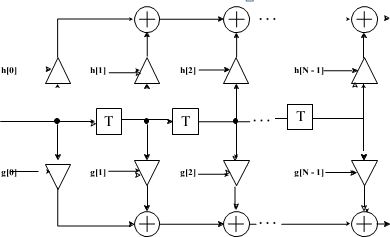 h[0] h[1] h[2] ... h[N - 1]
T T ... T
g[0] g[1] g[2] g[N - 1]